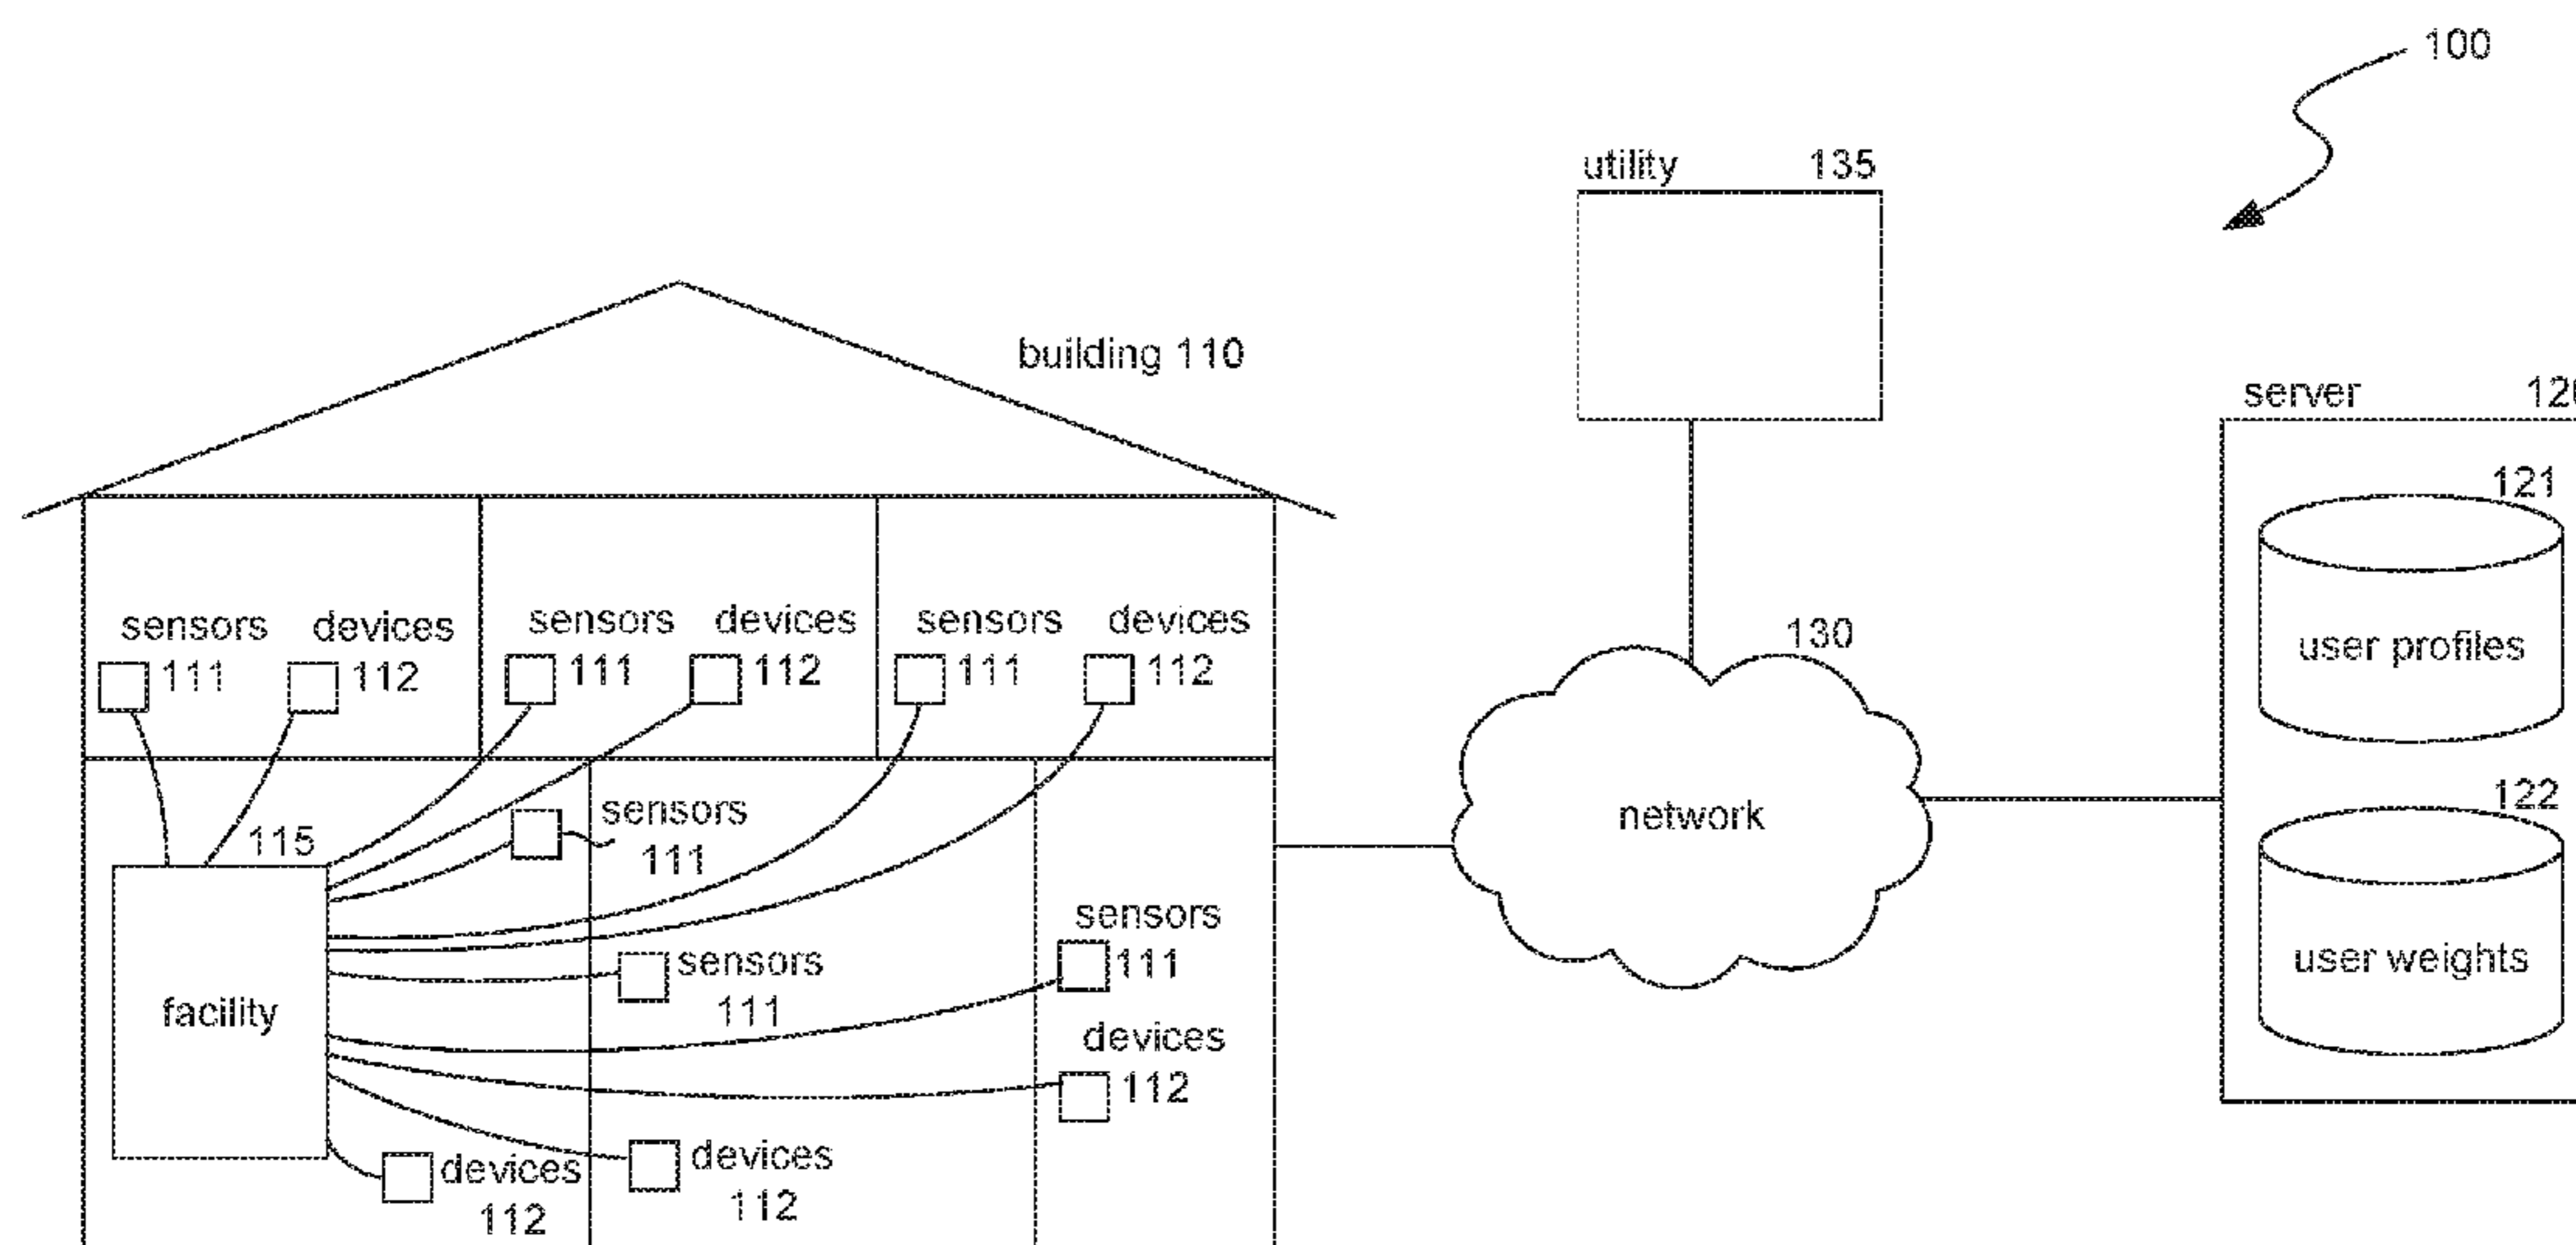 100
utility 135
building 110
server 120
121
user profiles
sensors devices sensors devices sensors devices
111 112 111 112 111 112
130
network
122
user weights
115
facility
sensors
111
sensors
111
sensors
111
devices
112
devices
112
devices
112